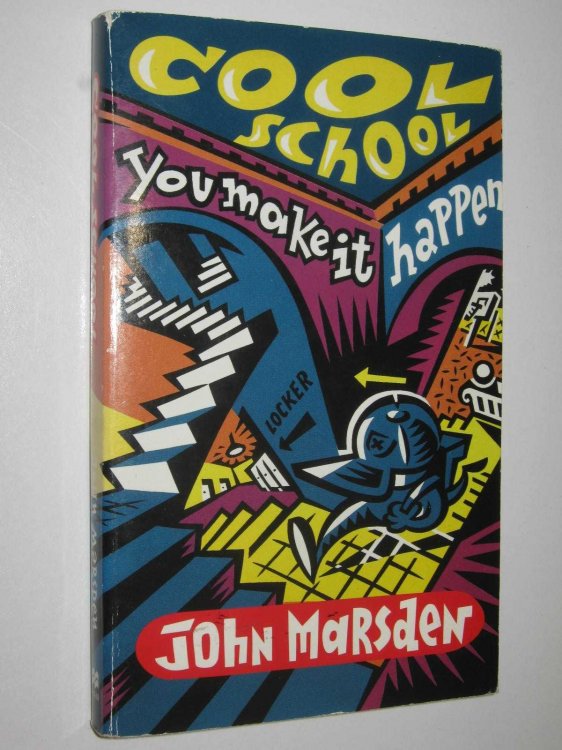 COOL
SCHOOL
You make it
happen
LOCKER
JOHN MARSDEN